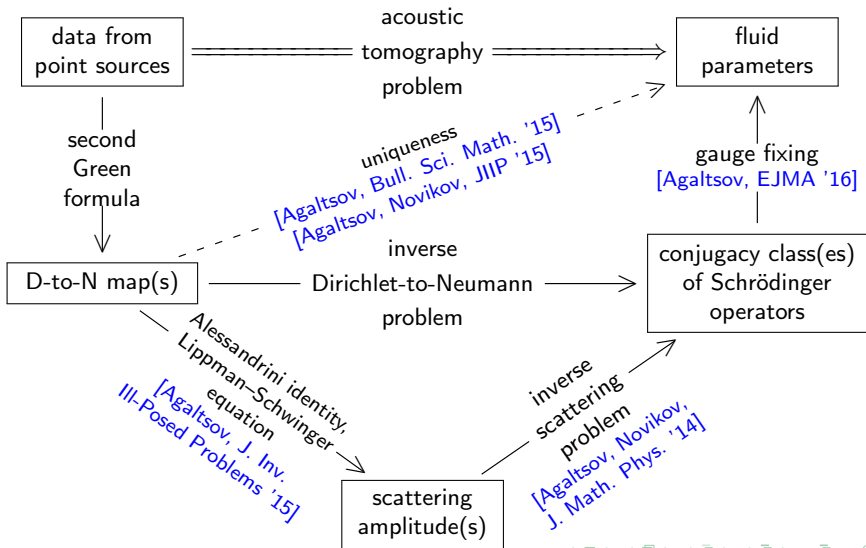 data from
point sources
acoustic
tomography
problem
fluid
parameters
second
Green
formula
uniqueness
[Agaltsov, Bull. Sci. Math. '15]
[Agaltsov, Novikov, JIIP '15]
gauge fixing
[Agaltsov, EJMA '16]
D-to-N map(s)
inverse
Dirichlet-to-Neumann
problem
conjugacy class(es)
of Schrödinger
operators
Alessandrini identity,
Lippman–Schwinger
equation
[Agaltsov, J. Inv.
Ill-Posed Problems '15]
inverse
scattering
problem
[Agaltsov, Novikov,
J. Math. Phys. '14]
scattering
amplitude(s)